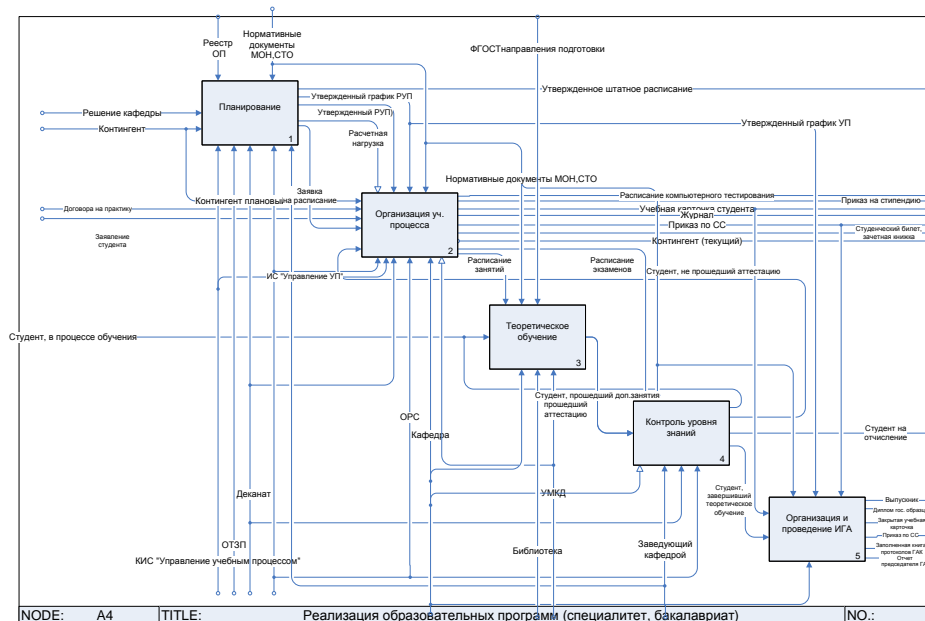 Реестр
ОП
Нормативные
документы
МОН,СТО
ФГОСТнаправления подготовки
Планирование
1
Решение кафедры
Контингент
Утвержденное штатное расписание
Утвержденный график РУП
Утвержденный РУП)
Расчетная
нагрузка
Утвержденный график УП
Нормативные документы МОН,СТО
Заявка
на расписание
Контингент плановы
Договора на практику
Заявление
студента
Организация уч.
процесса
2
Расписание компьютерного тестирования
Приказ на стипендию
Учебная карточка студента
Журнал
Приказ по СС
Студенческий билет,
зачетная книжка
Контингент (текущий)
Расписание
занятий
Расписание
экзаменов
Студент, не прошедший аттестацию
ИС "Управление УП"
Студент, в процессе обучения
Теоретическое
обучение
3
Студент, прошедший доп.занятия
прошедший
аттестацию
ОРС
Кафедра
Контроль уровня
знаний
4
Студент на
отчисление
Деканат
УМКД
Студент,
завершивший
теоретическое
обучение
Организация и
проведение ИГА
5
Выпускник
Диплом гос. образц
Закрытая учебная
карточка
Приказ по СС
Заполненная книга
протоколов ГАК
Отчет
председателя ГА
ОТЗП
КИС "Управление учебным процессом"
Библиотека
Заведующий
кафедрой
NODE: A4 TITLE: Реализация образовательных программ (специалитет, бакалавриат) NO.: